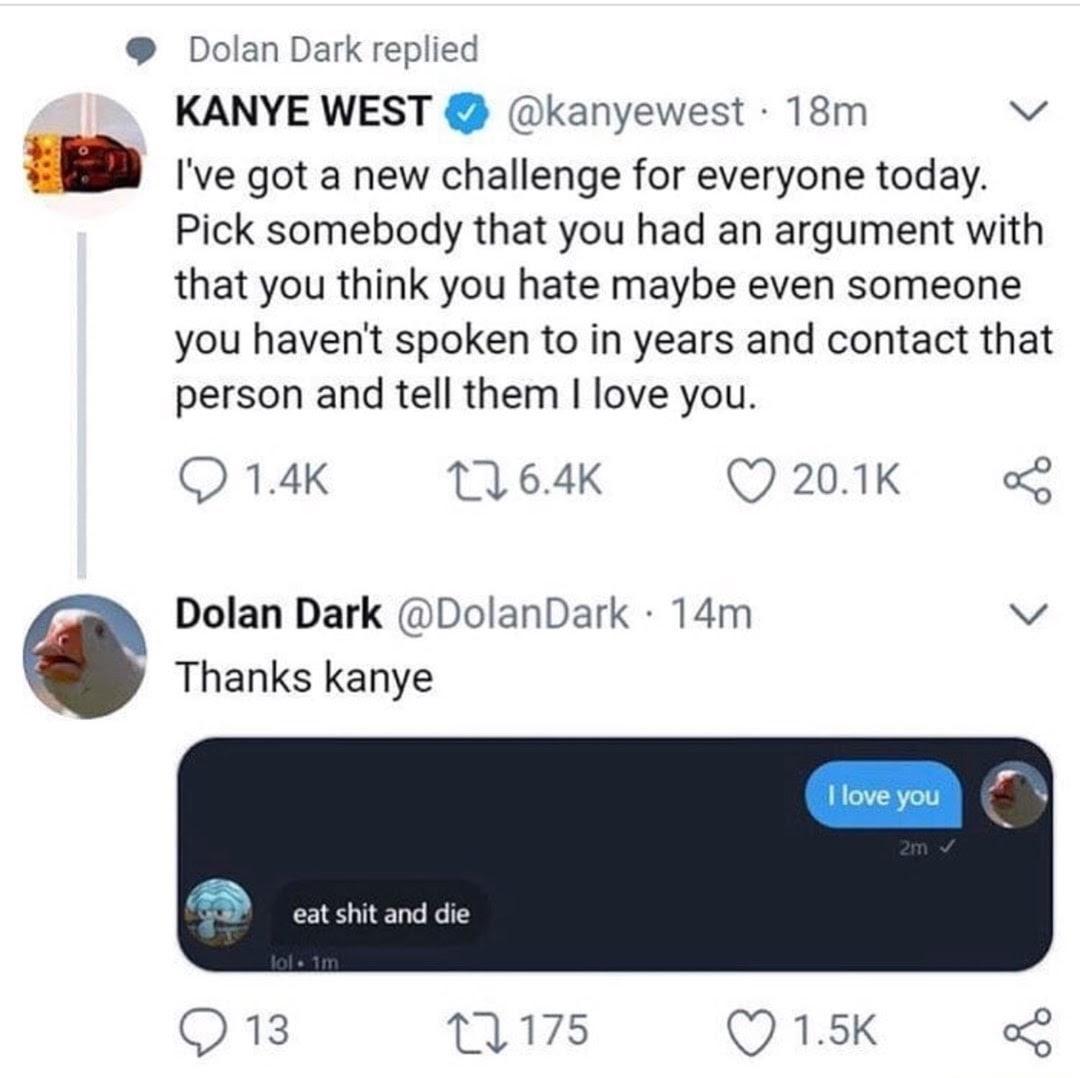 Dolan Dark replied
KANYE WEST @kanyewest · 18m
I've got a new challenge for everyone today.
Pick somebody that you had an argument with
that you think you hate maybe even someone
you haven't spoken to in years and contact that
person and tell them I love you.
1.4K 6.4K 20.1K
Dolan Dark @DolanDark · 14m
Thanks kanye
I love you
2m ✓
eat shit and die
lol • 1m
13 175 1.5K